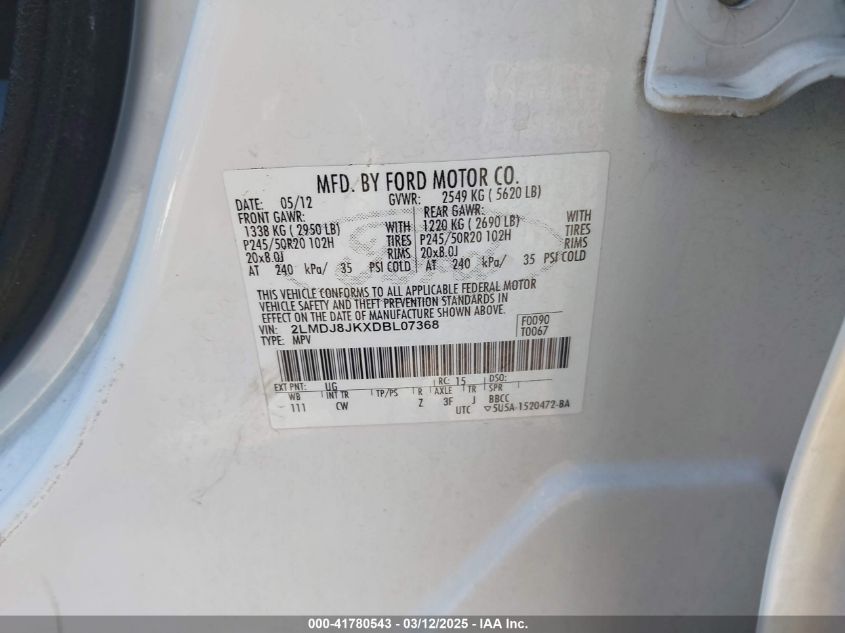 MFD. BY FORD MOTOR CO.
DATE: 05/12 GVWR: 2549 KG ( 5620 LB)
FRONT GAWR: REAR GAWR:
1338 KG ( 2950 LB) WITH 1220 KG ( 2690 LB) WITH
P245/50R20 102H TIRES P245/50R20 102H TIRES
20x8.0J RIMS 20x8.0J RIMS
AT 240 kPa/ 35 PSI COLD AT 240 kPa/ 35 PSI COLD
THIS VEHICLE CONFORMS TO ALL APPLICABLE FEDERAL MOTOR
VEHICLE SAFETY AND THEFT PREVENTION STANDARDS IN
EFFECT ON THE DATE OF MANUFACTURE SHOWN ABOVE.
VIN: 2LMDJ8JKXDBL07368 F0090
TYPE: MPV T0067
EXT PNT: UG RC: 15 DSO:
WB INT TR TP/PS R AXLE TR SPR
111 CW Z 3F J BBCC
UTC ▽5U5A-1520472-BA
000-41780543 - 03/12/2025 - IAA Inc.